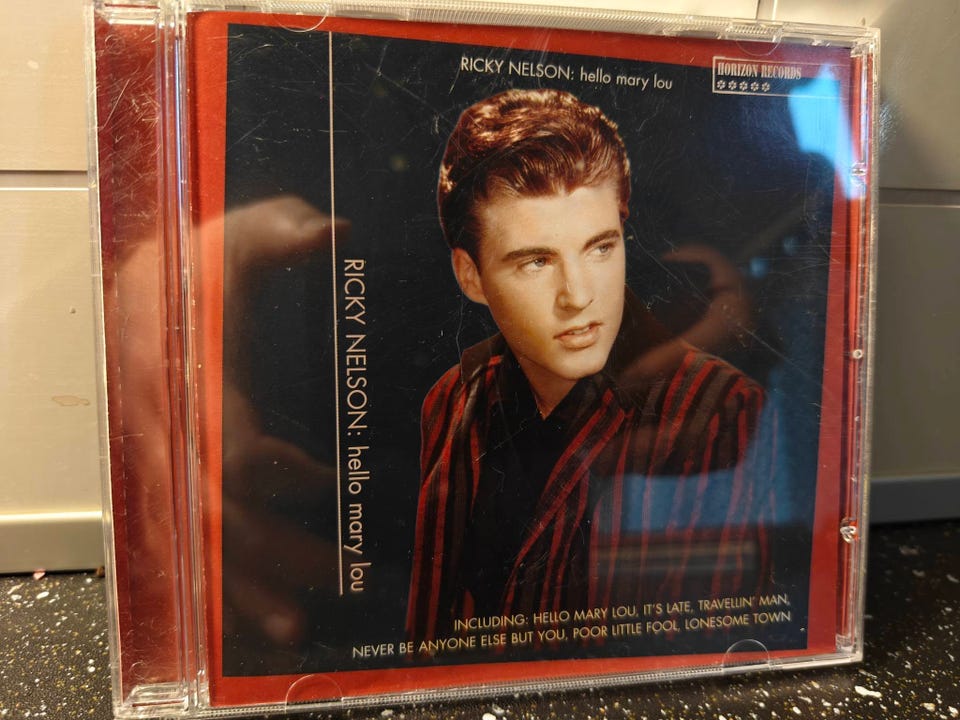 RICKY NELSON: hello mary lou
HORIZON RECORDS
RICKY NELSON: hello mary lou
INCLUDING: HELLO MARY LOU, IT'S LATE, TRAVELLIN' MAN,
NEVER BE ANYONE ELSE BUT YOU, POOR LITTLE FOOL, LONESOME TOWN